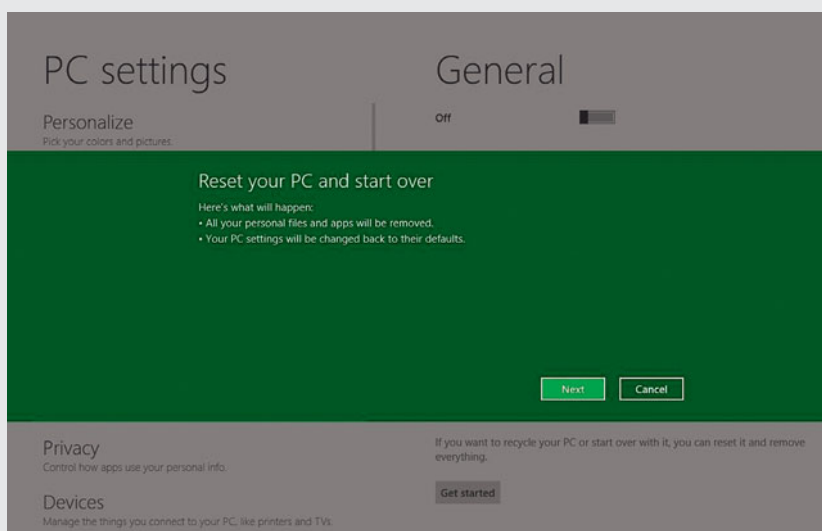 PC settings
Personalize
Pick your colors and pictures.
General
Off
Reset your PC and start over
Here's what will happen:
• All your personal files and apps will be removed.
• Your PC settings will be changed back to their defaults.
Next
Cancel
Privacy
Control how apps use your personal info.
Devices
Manage the things you connect to your PC, like printers and TVs.
If you want to recycle your PC or start over with it, you can reset it and remove
everything.
Get started